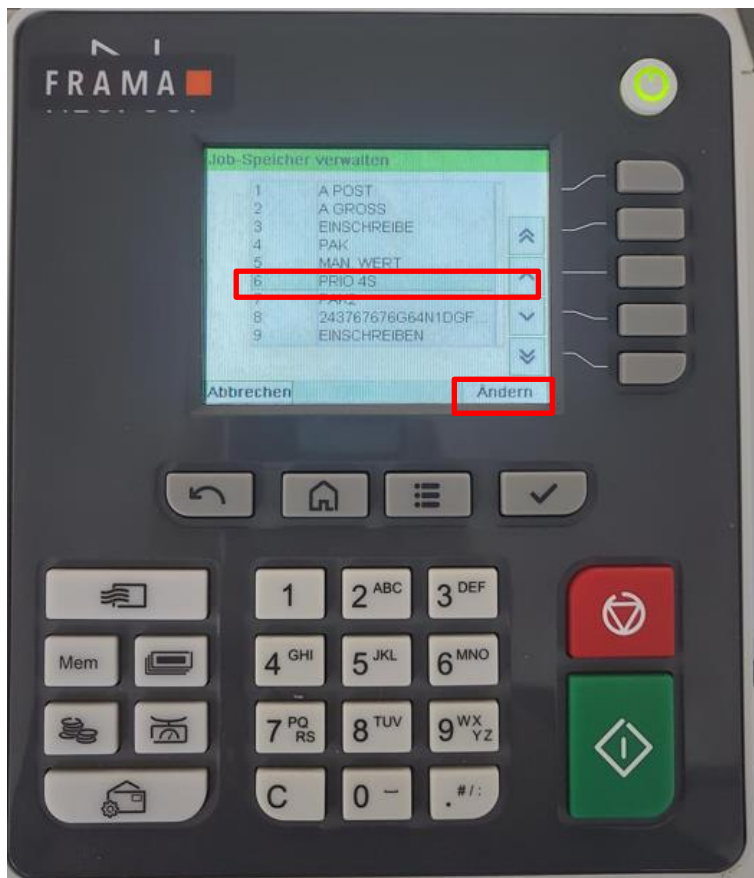 FRAMA
Job-Speicher verwalten
1 A POST
2 A GROSS
3 EINSCHREIBE
4 PAK
5 MAN. WERT
6 PRIO 4S
8 243767676G64N1DGF...
9 EINSCHREIBEN
Abbrechen Ändern
1 2 ABC 3 DEF
Mem 4 GHI 5 JKL 6 MNO
7 PQRS 8 TUV 9 WXYZ
C 0 – . #/: